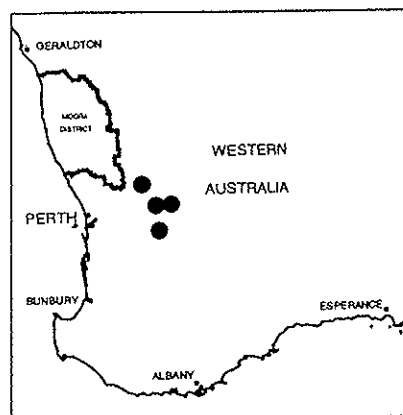 GERALDTON
MOORA
DISTRICT
WESTERN
AUSTRALIA
PERTH
BUNBURY
ESPERANCE
ALBANY